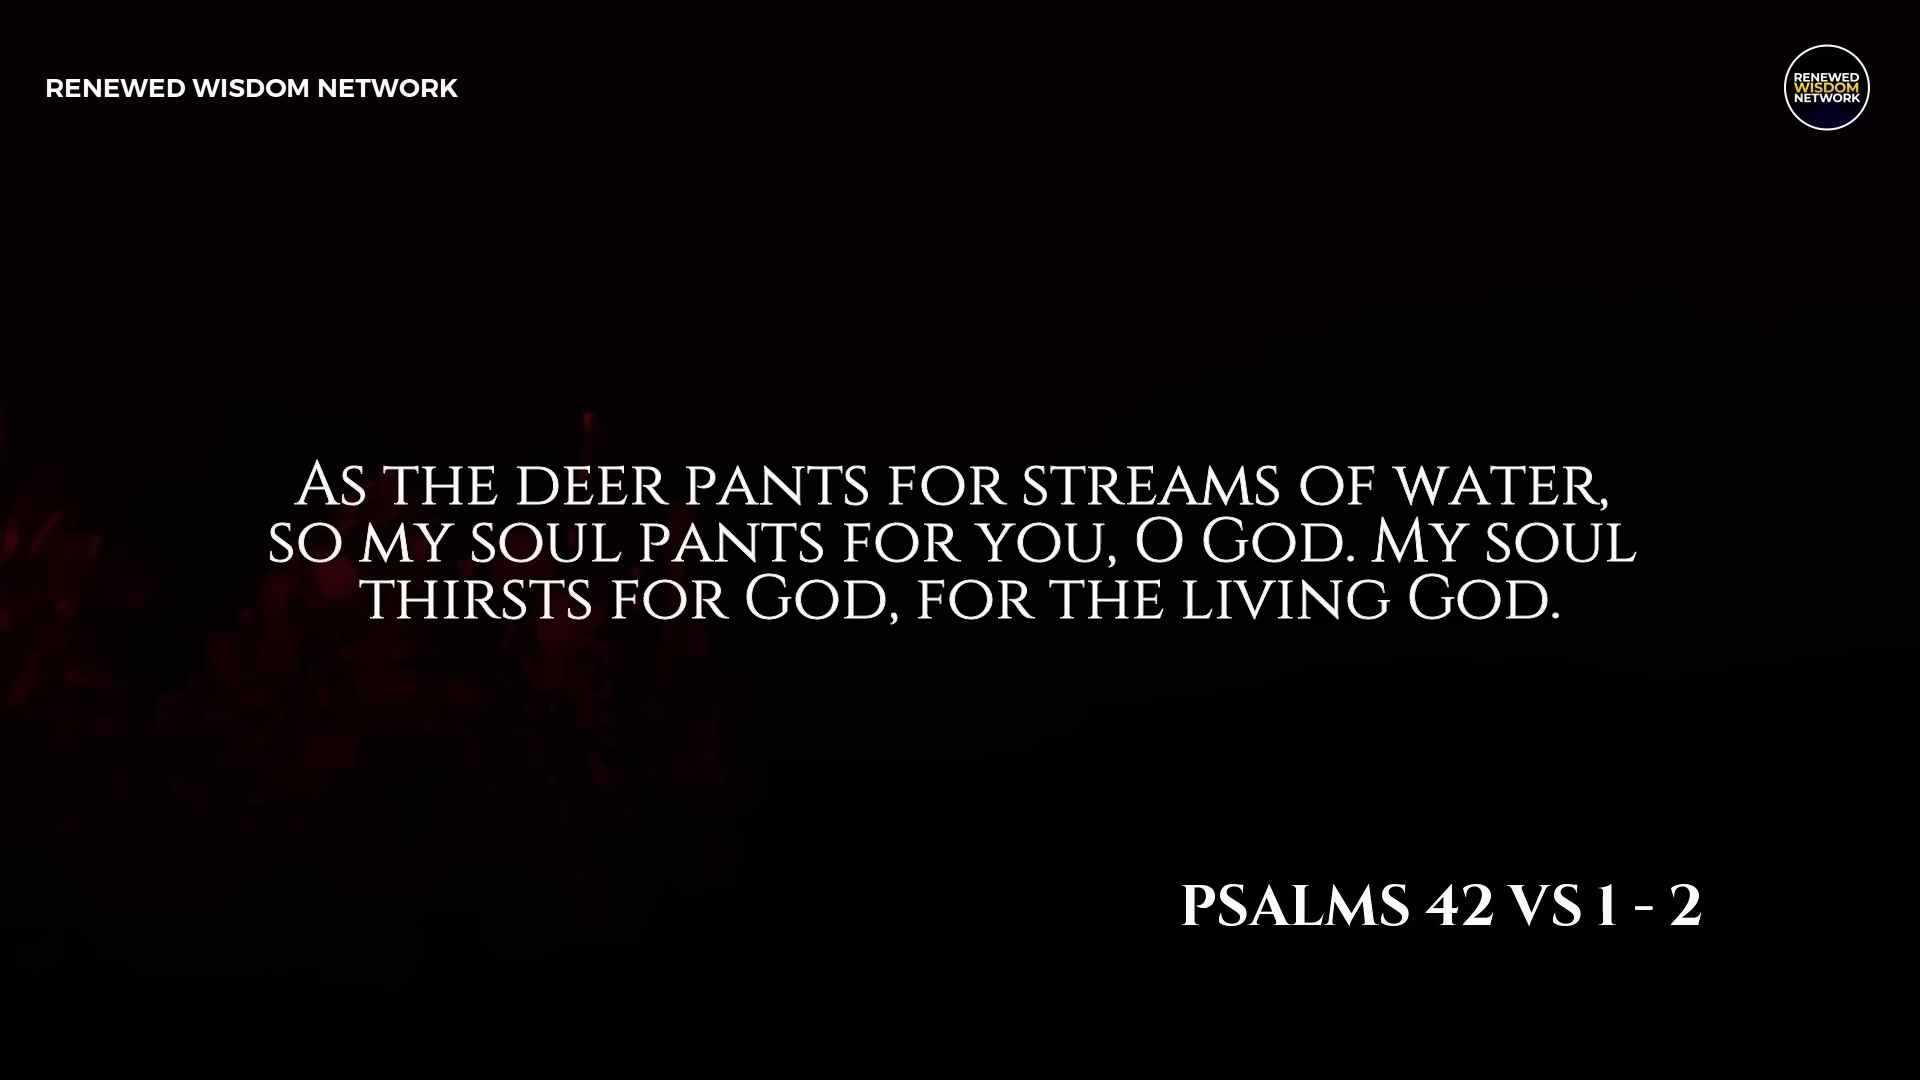 RENEWED WISDOM NETWORK
RENEWED
WISDOM
NETWORK
As the deer pants for streams of water,
so my soul pants for you, O God. My soul
thirsts for God, for the living God.
PSALMS 42 VS 1 - 2